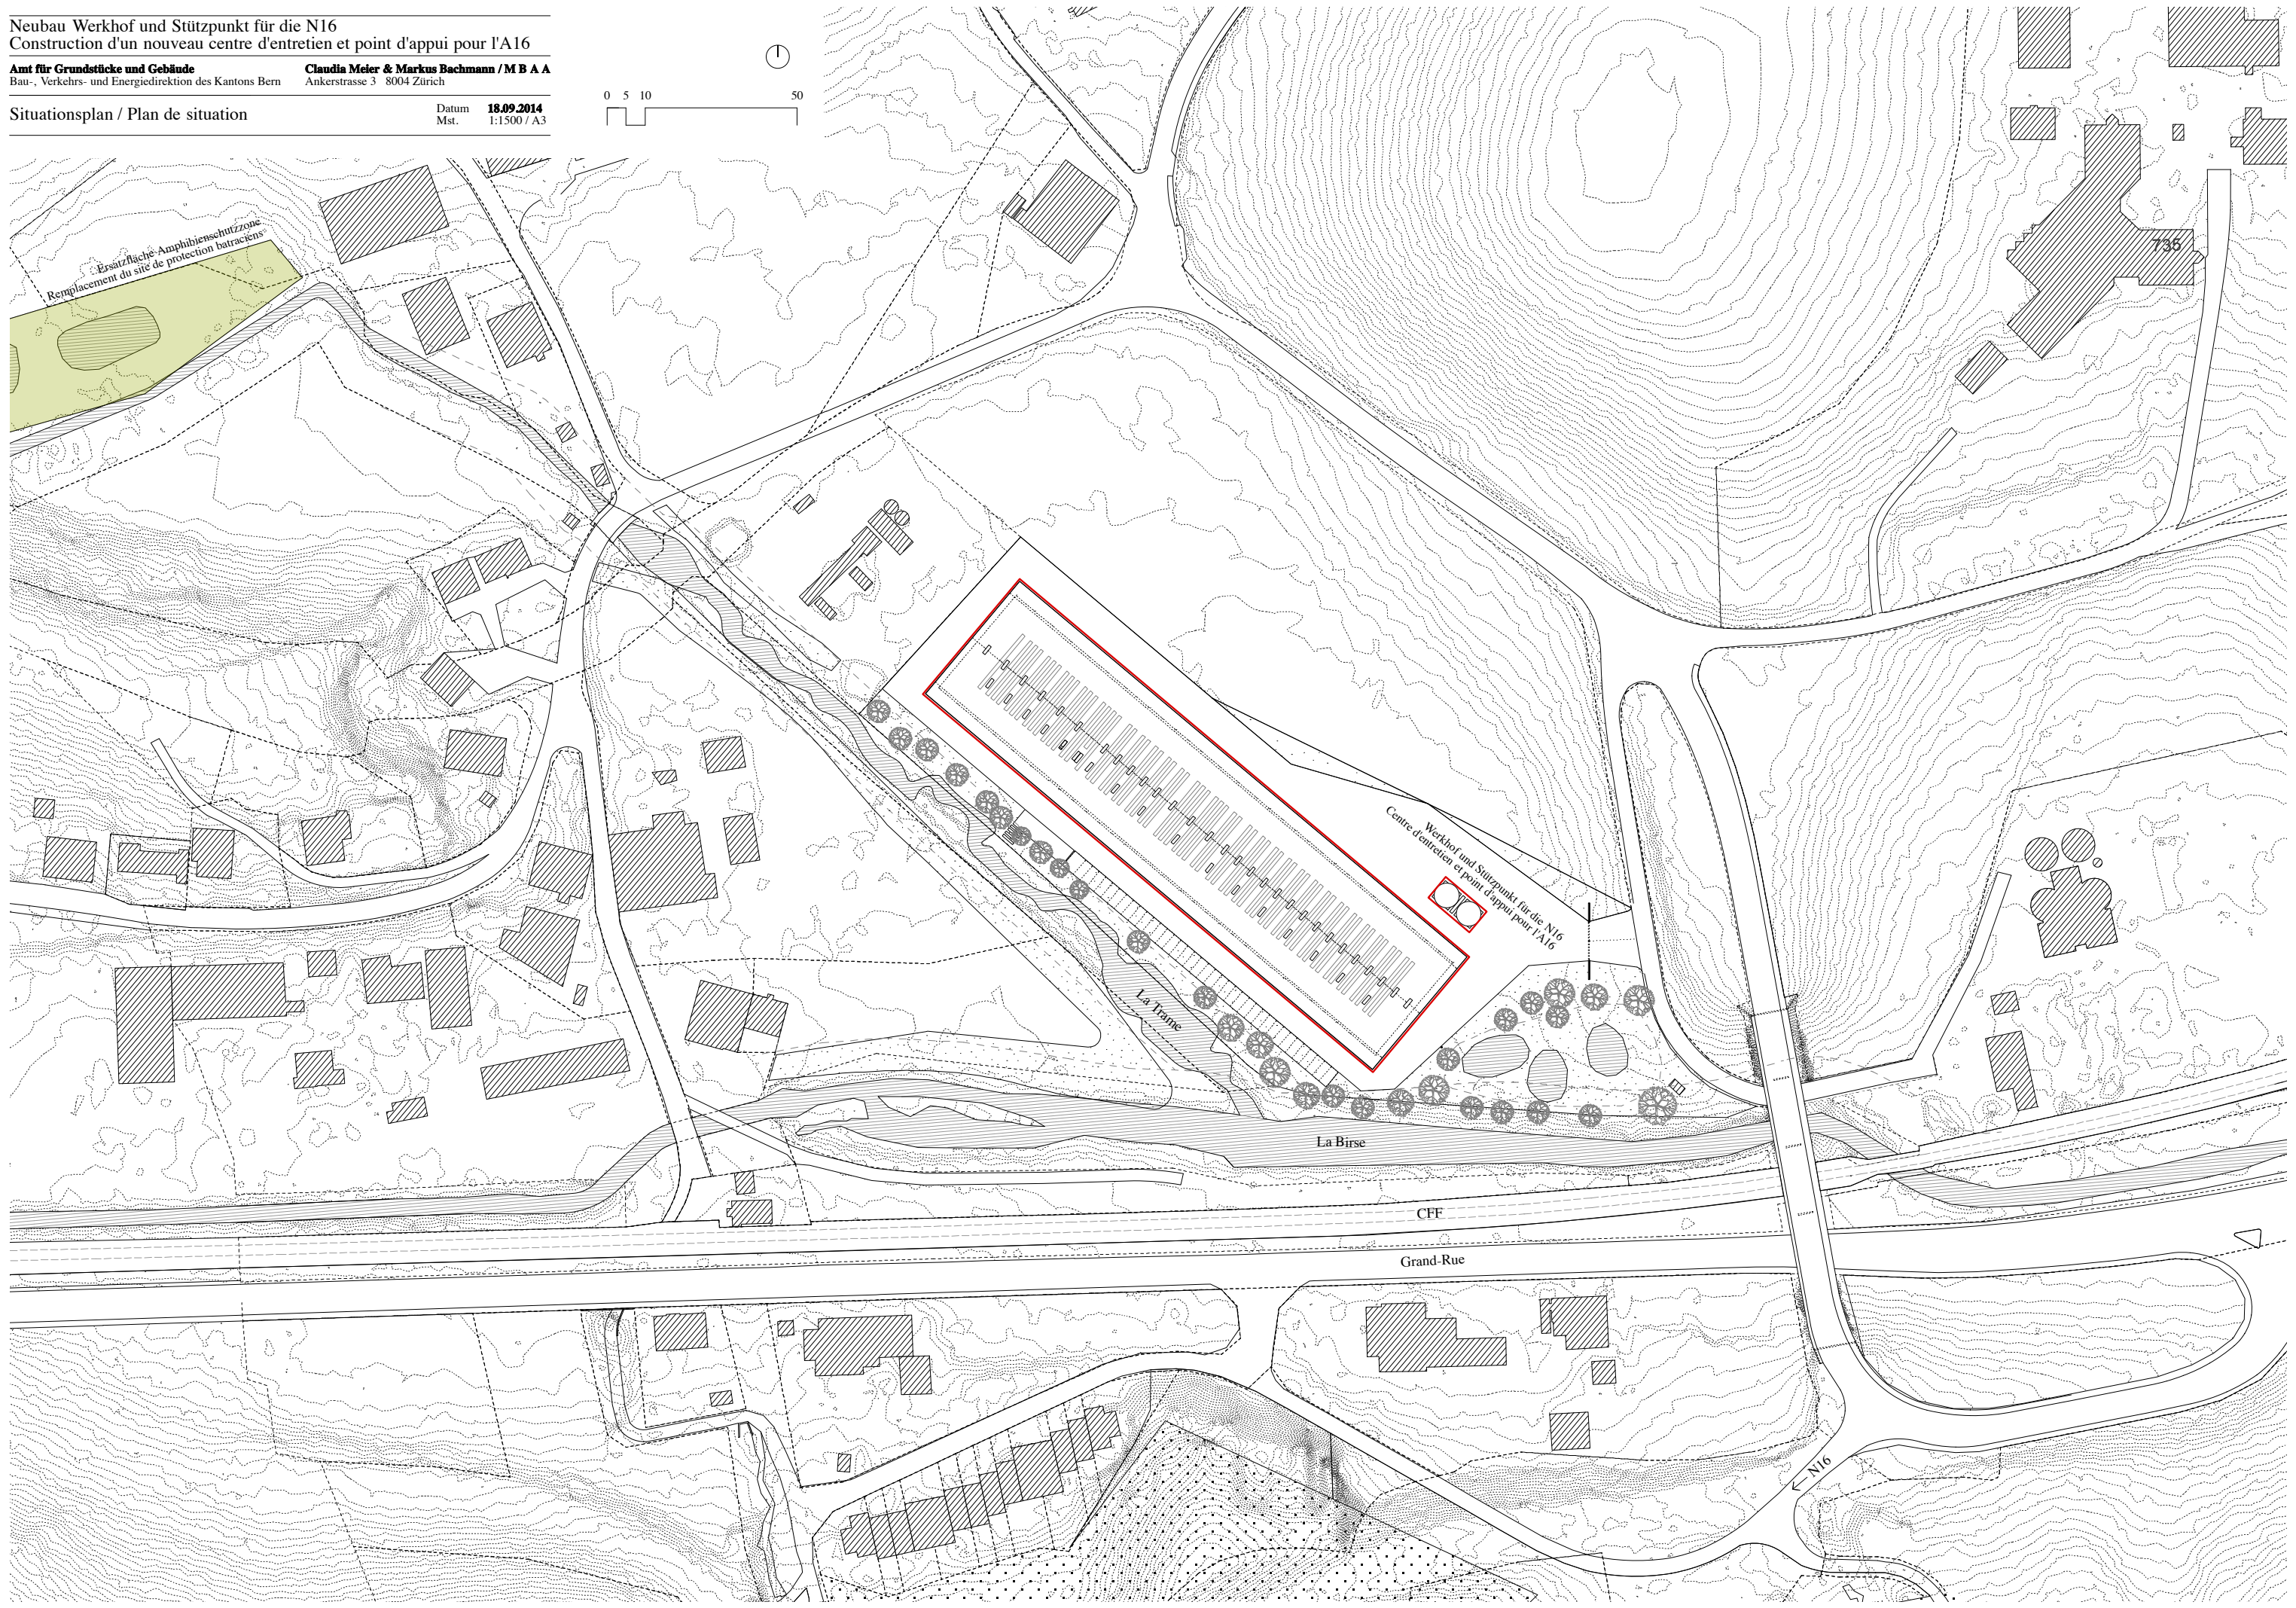 Neubau Werkhof und Stützpunkt für die N16
Construction d'un nouveau centre d'entretien et point d'appui pour l'A16
Amt für Grundstücke und Gebäude
Bau-, Verkehrs- und Energiedirektion des Kantons Bern
Claudia Meier & Markus Bachmann / M B A A
Ankerstrasse 3 8004 Zürich
Situationsplan / Plan de situation
Datum 18.09.2014
Mst. 1:1500 / A3
0 5 10 50
Ersatzfläche Amphibienschutzzone
Remplacement du site de protection batraciens
735
Werkhof und Stützpunkt für die N16
Centre d'entretien et point d'appui pour l'A16
La Trame
La Birse
CFF
Grand-Rue
N16